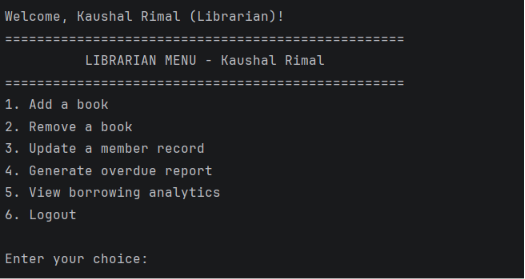 Welcome, Kaushal Rimal (Librarian)!
==================================================
LIBRARIAN MENU - Kaushal Rimal
==================================================
1. Add a book
2. Remove a book
3. Update a member record
4. Generate overdue report
5. View borrowing analytics
6. Logout
Enter your choice: